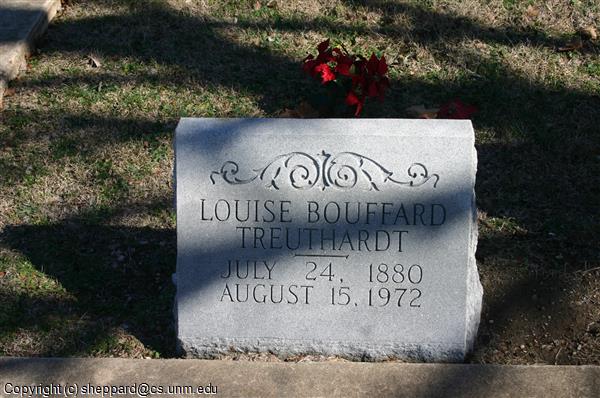 LOUISE BOUFFARD
TREUTHARDT
JULY 24, 1880
AUGUST 15, 1972
Copyright (c) sheppard@cs.unm.edu